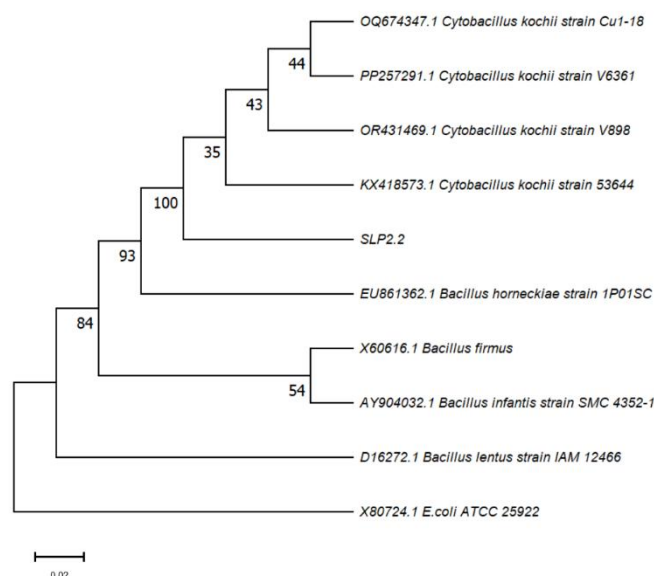 OQ674347.1 Cytobacillus kochii strain Cu1-18
44
PP257291.1 Cytobacillus kochii strain V6361
43
OR431469.1 Cytobacillus kochii strain V898
35
KX418573.1 Cytobacillus kochii strain 53644
100
SLP2.2
93
EU861362.1 Bacillus horneckiae strain 1P01SC
84
X60616.1 Bacillus firmus
54
AY904032.1 Bacillus infantis strain SMC 4352-1
D16272.1 Bacillus lentus strain IAM 12466
X80724.1 E.coli ATCC 25922
0.02